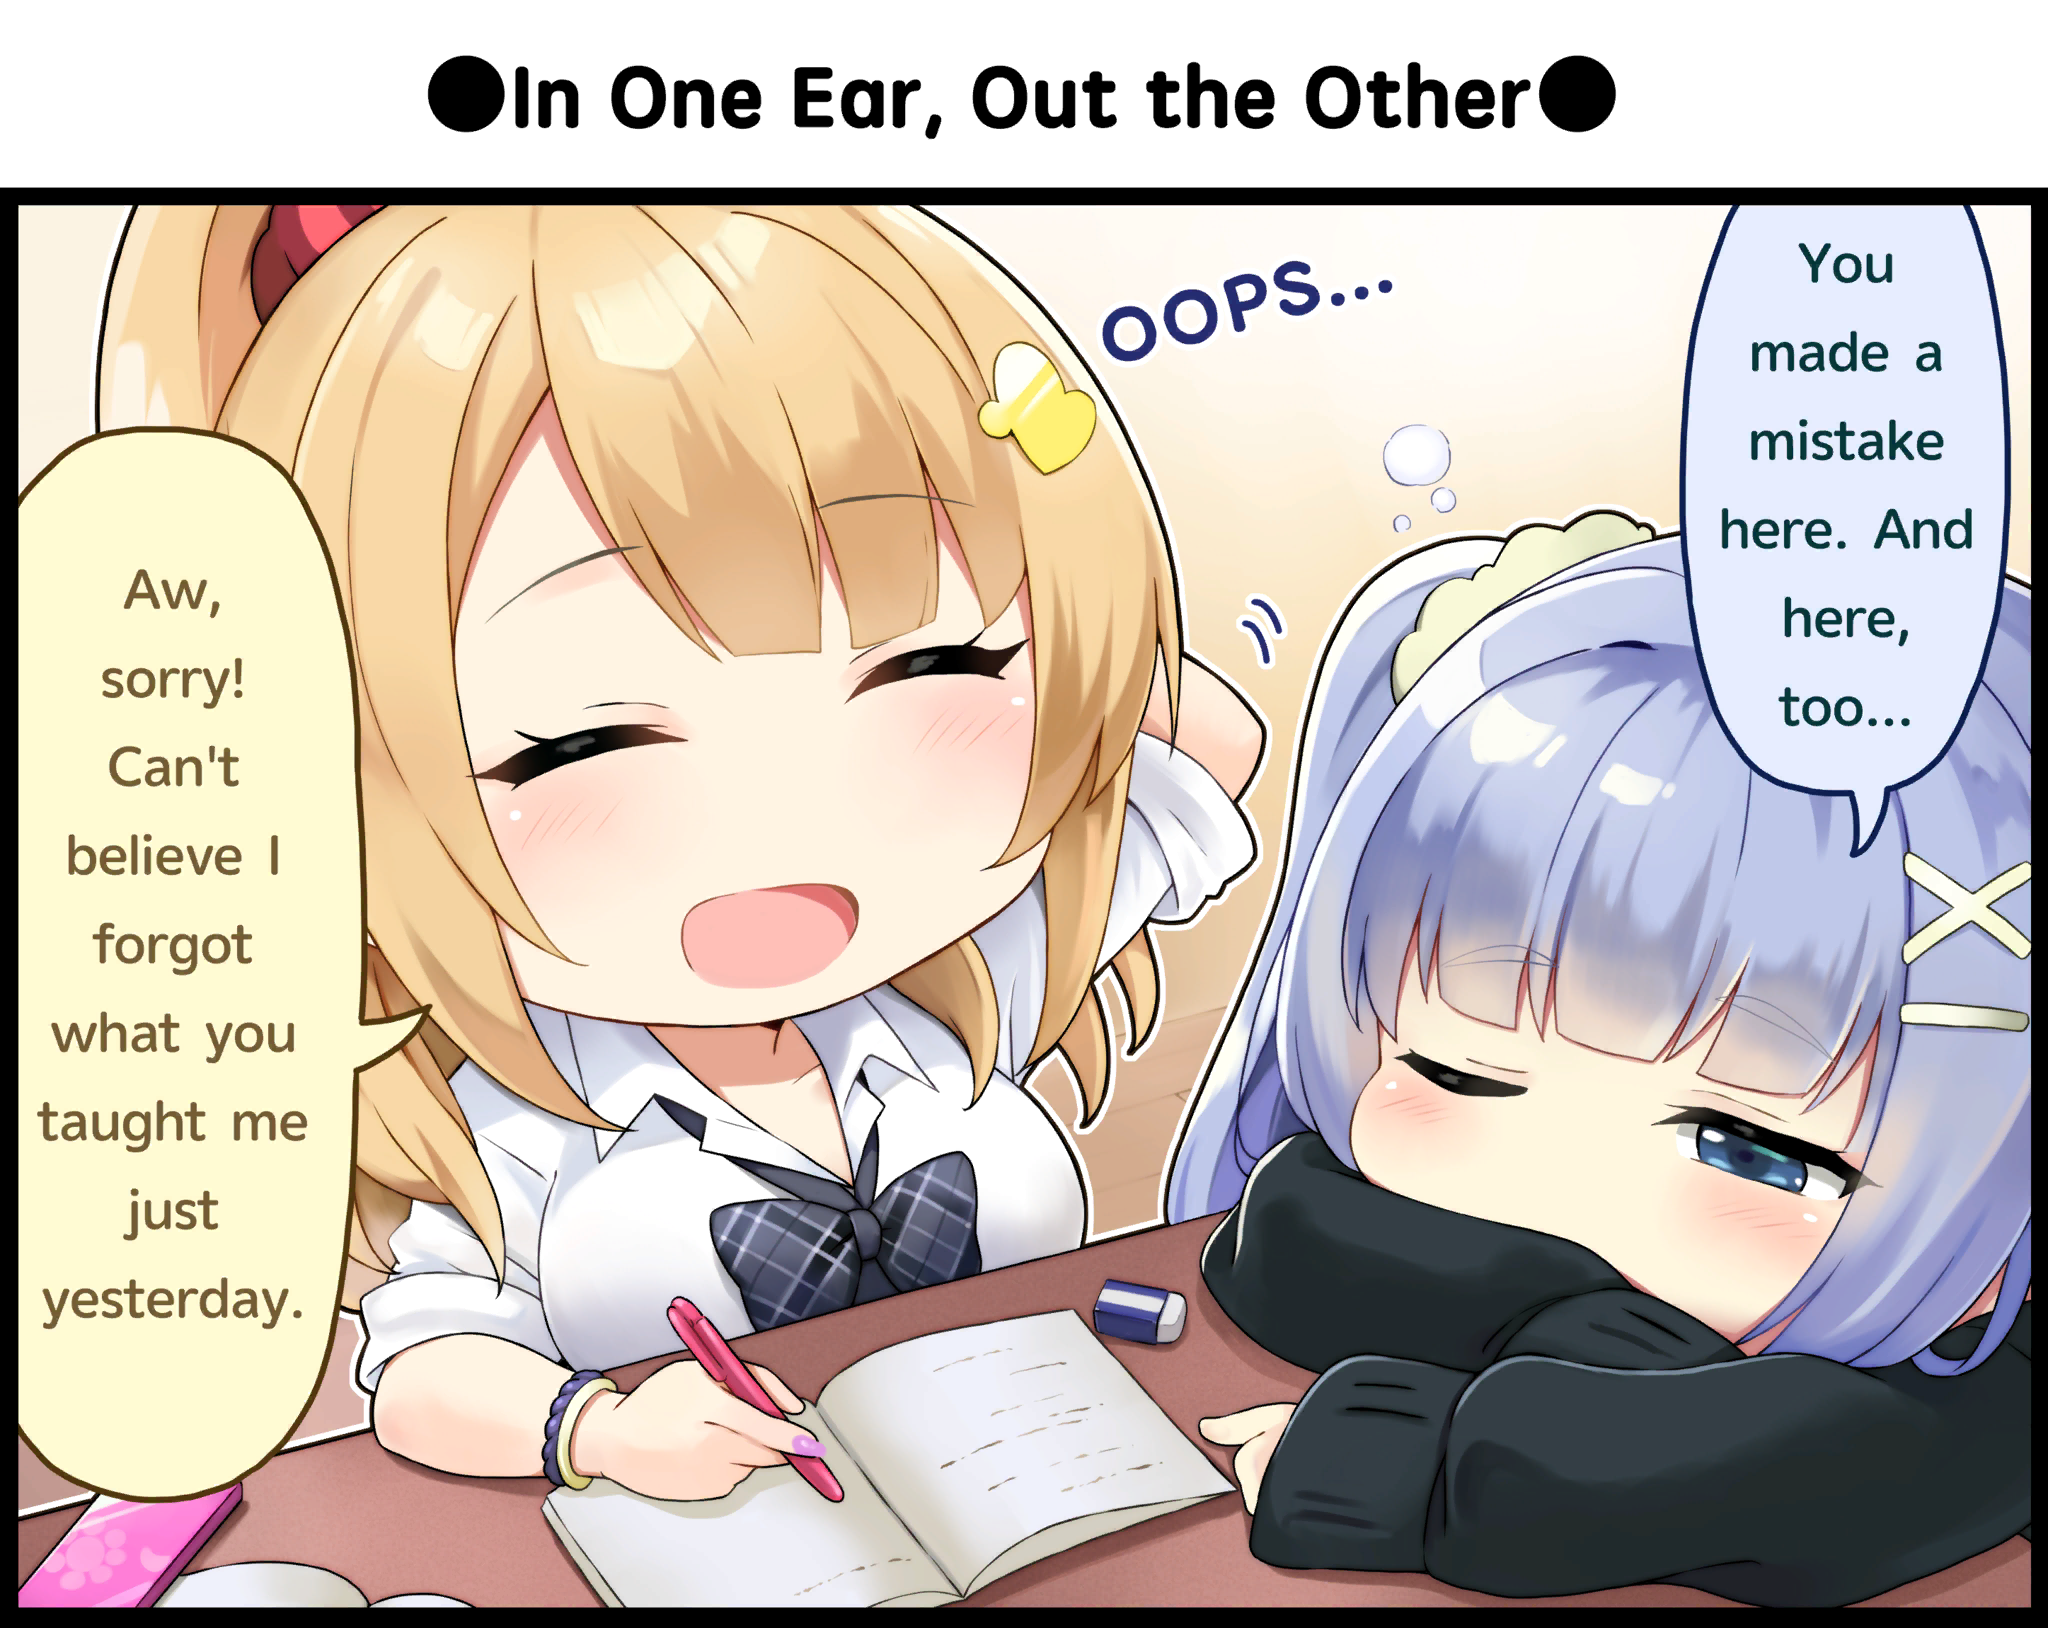 ●In One Ear, Out the Other●
OOPS...
You
made a
mistake
here. And
here,
too...
Aw,
sorry!
Can't
believe I
forgot
what you
taught me
just
yesterday.